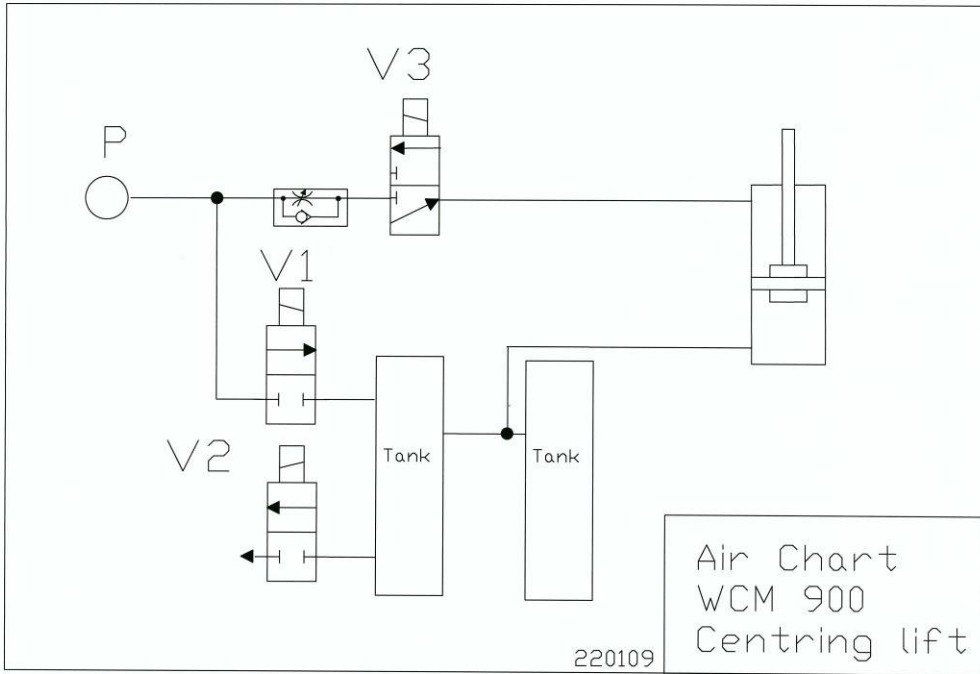 V3
P
V1
V2
Tank
Tank
Air Chart
WCM 900
Centring lift
220109